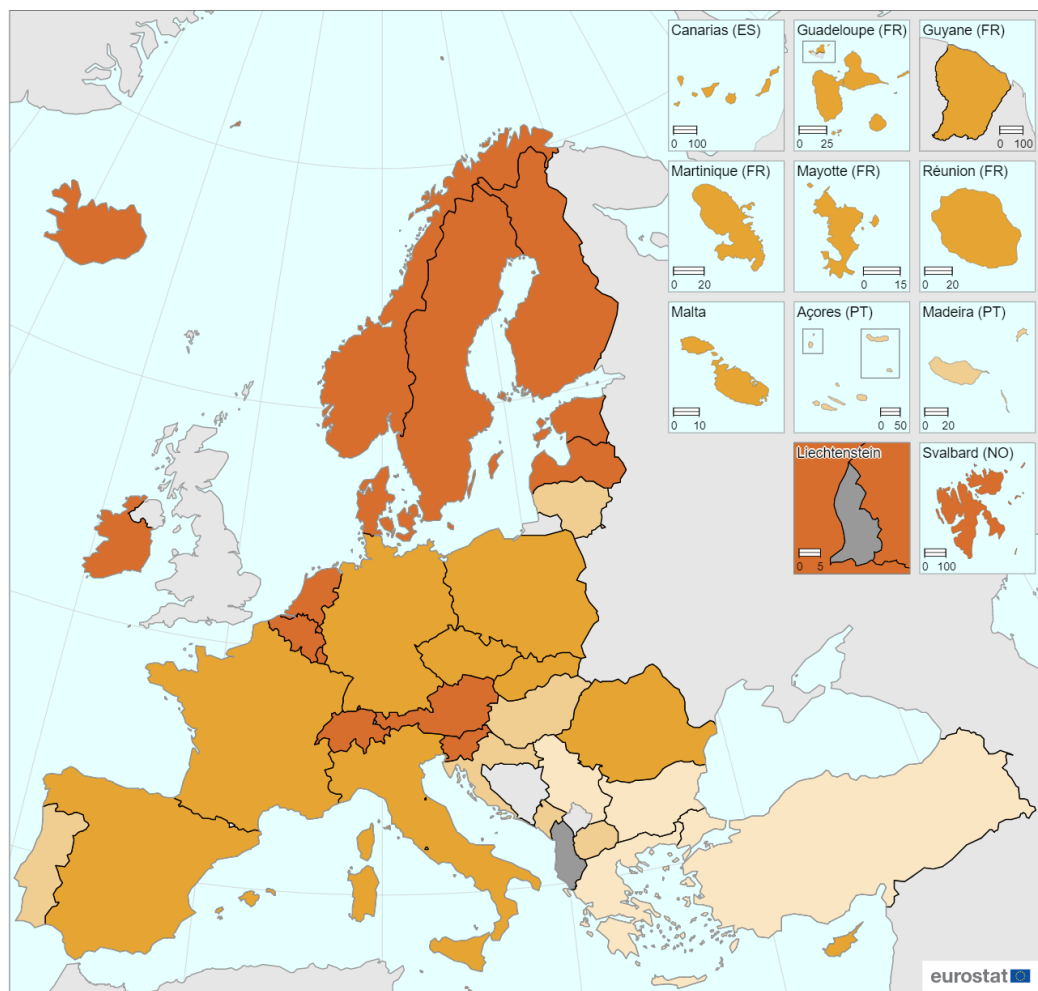 Canarias (ES)
0 100
Guadeloupe (FR)
0 25
Guyane (FR)
0 100
Martinique (FR)
0 20
Mayotte (FR)
0 15
Réunion (FR)
0 20
Malta
0 10
Açores (PT)
0 50
Madeira (PT)
0 20
Liechtenstein
0 5
Svalbard (NO)
0 100
eurostat